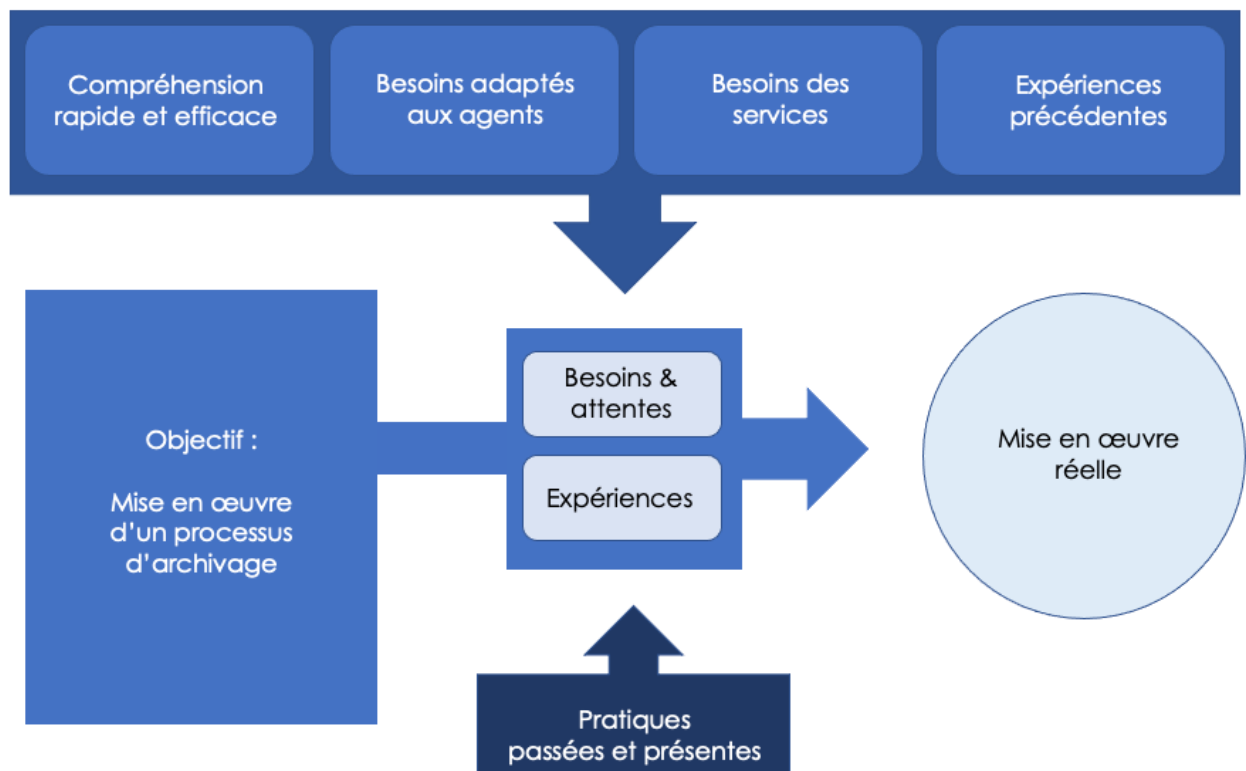 Compréhension
rapide et efficace
Besoins adaptés
aux agents
Besoins des
services
Expériences
précédentes
Objectif :
Mise en œuvre
d'un processus
d'archivage
Besoins &
attentes
Expériences
Mise en œuvre
réelle
Pratiques
passées et présentes